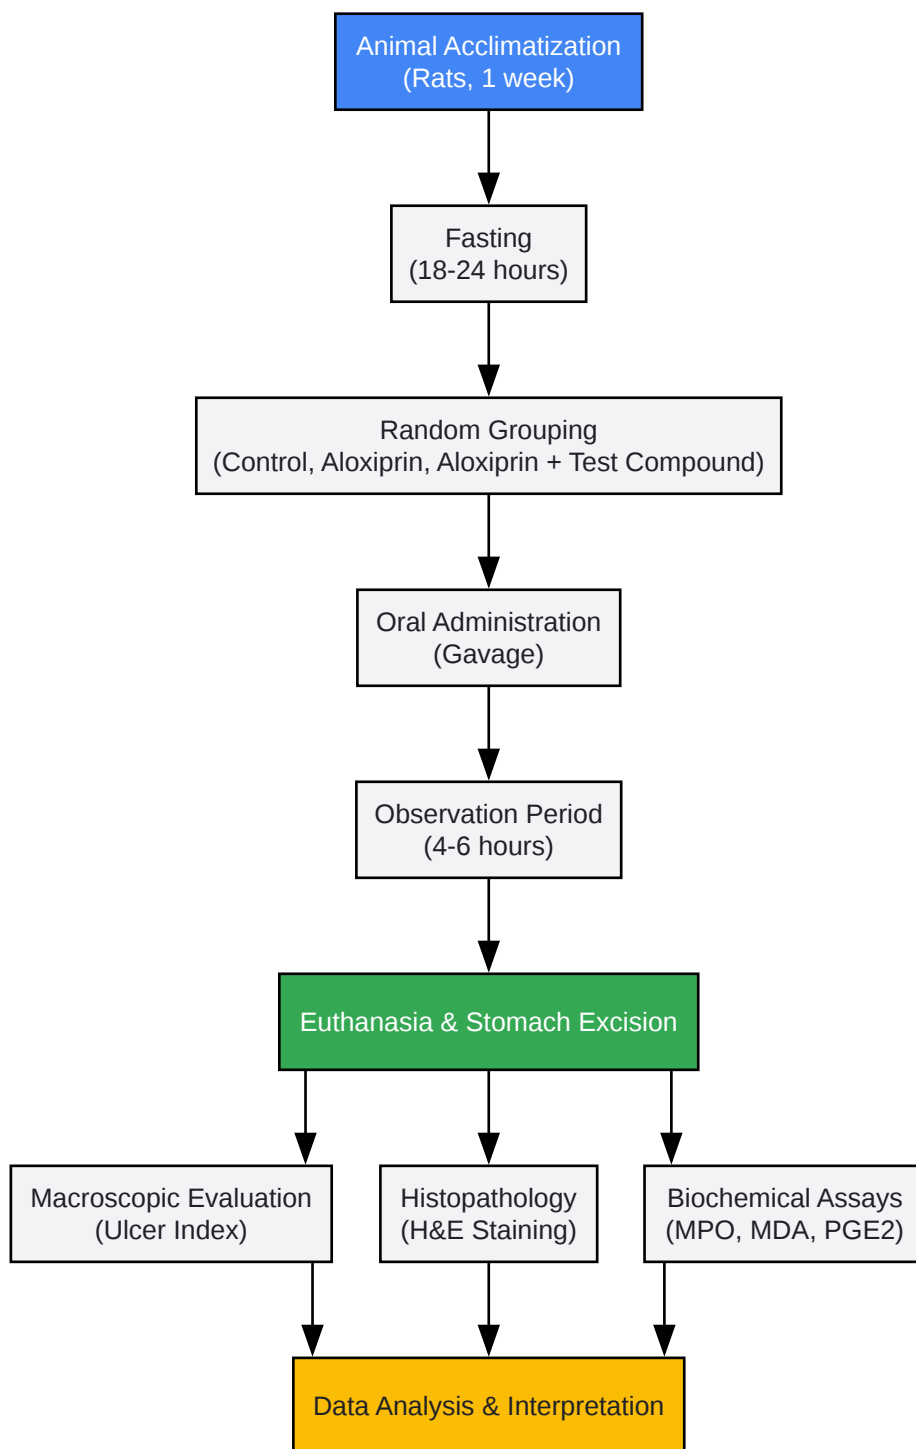 Animal Acclimatization
(Rats, 1 week)
Fasting
(18-24 hours)
Random Grouping
(Control, Aloxiprin, Aloxiprin + Test Compound)
Oral Administration
(Gavage)
Observation Period
(4-6 hours)
Euthanasia & Stomach Excision
Macroscopic Evaluation
(Ulcer Index)
Histopathology
(H&E Staining)
Biochemical Assays
(MPO, MDA, PGE2)
Data Analysis & Interpretation